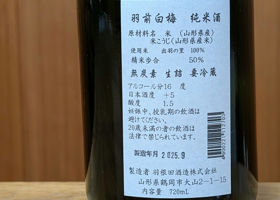 羽前白梅 純米酒
原材料名 米 (山形県産)
米こうじ(山形県産米)
使用米 出羽の里 100%
精米歩合 50%
無炭素 生詰 要冷蔵
アルコール分16 度
日本酒度 +5
酸度 1.5
妊娠中、授乳期の飲酒は
避けてください。
20歳未満の者の飲酒は
法律で禁じられています。
製造年月 2025.9
製造者 羽根田酒造株式会社
山形県鶴岡市大山2-1-15
内容量 720ml